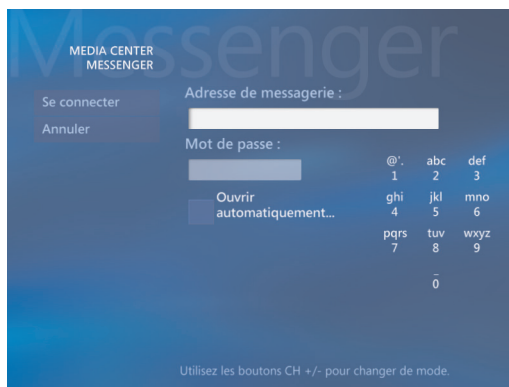 Messenger
MEDIA CENTER
MESSENGER
Se connecter
Annuler
Adresse de messagerie :
Mot de passe :
Ouvrir
automatiquement...
@'. abc def
1 2 3
ghi jkl mno
4 5 6
pqrs tuv wxyz
7 8 9
_
0
Utilisez les boutons CH +/- pour changer de mode.